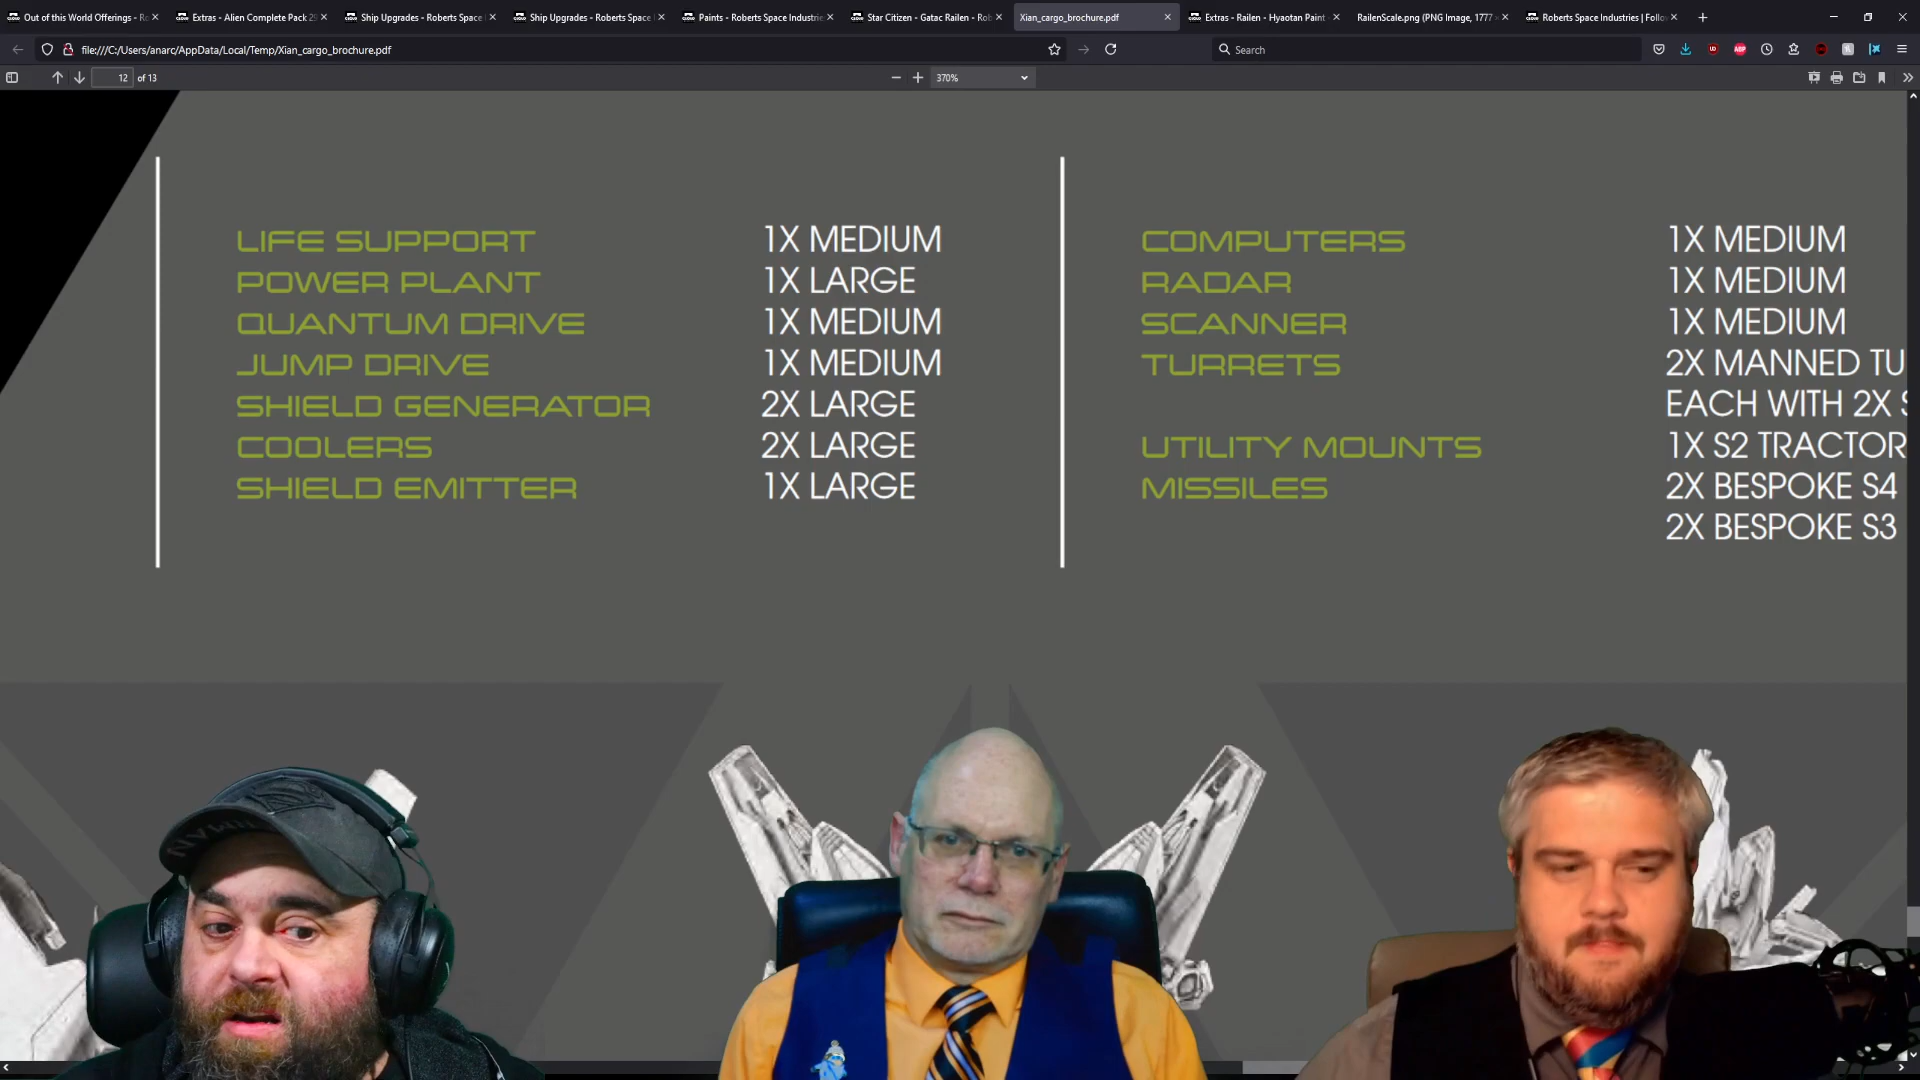 Out of this World Offerings - Ro
Extras - Alien Complete Pack 29
Ship Upgrades - Roberts Space I
Ship Upgrades - Roberts Space I
Paints - Roberts Space Industrie
Star Citizen - Gatac Railen - Rob
Xian_cargo_brochure.pdf
Extras - Railen - Hyaotan Paint
RailenScale.png (PNG Image, 1777
Roberts Space Industries | Follow
file:///C:/Users/anarc/AppData/Local/Temp/Xian_cargo_brochure.pdf
Search
12 of 13
370%
LIFE SUPPORT 1X MEDIUM
POWER PLANT 1X LARGE
QUANTUM DRIVE 1X MEDIUM
JUMP DRIVE 1X MEDIUM
SHIELD GENERATOR 2X LARGE
COOLERS 2X LARGE
SHIELD EMITTER 1X LARGE
COMPUTERS 1X MEDIUM
RADAR 1X MEDIUM
SCANNER 1X MEDIUM
TURRETS 2X MANNED TU
EACH WITH 2X S
UTILITY MOUNTS 1X S2 TRACTOR
MISSILES 2X BESPOKE S4
2X BESPOKE S3